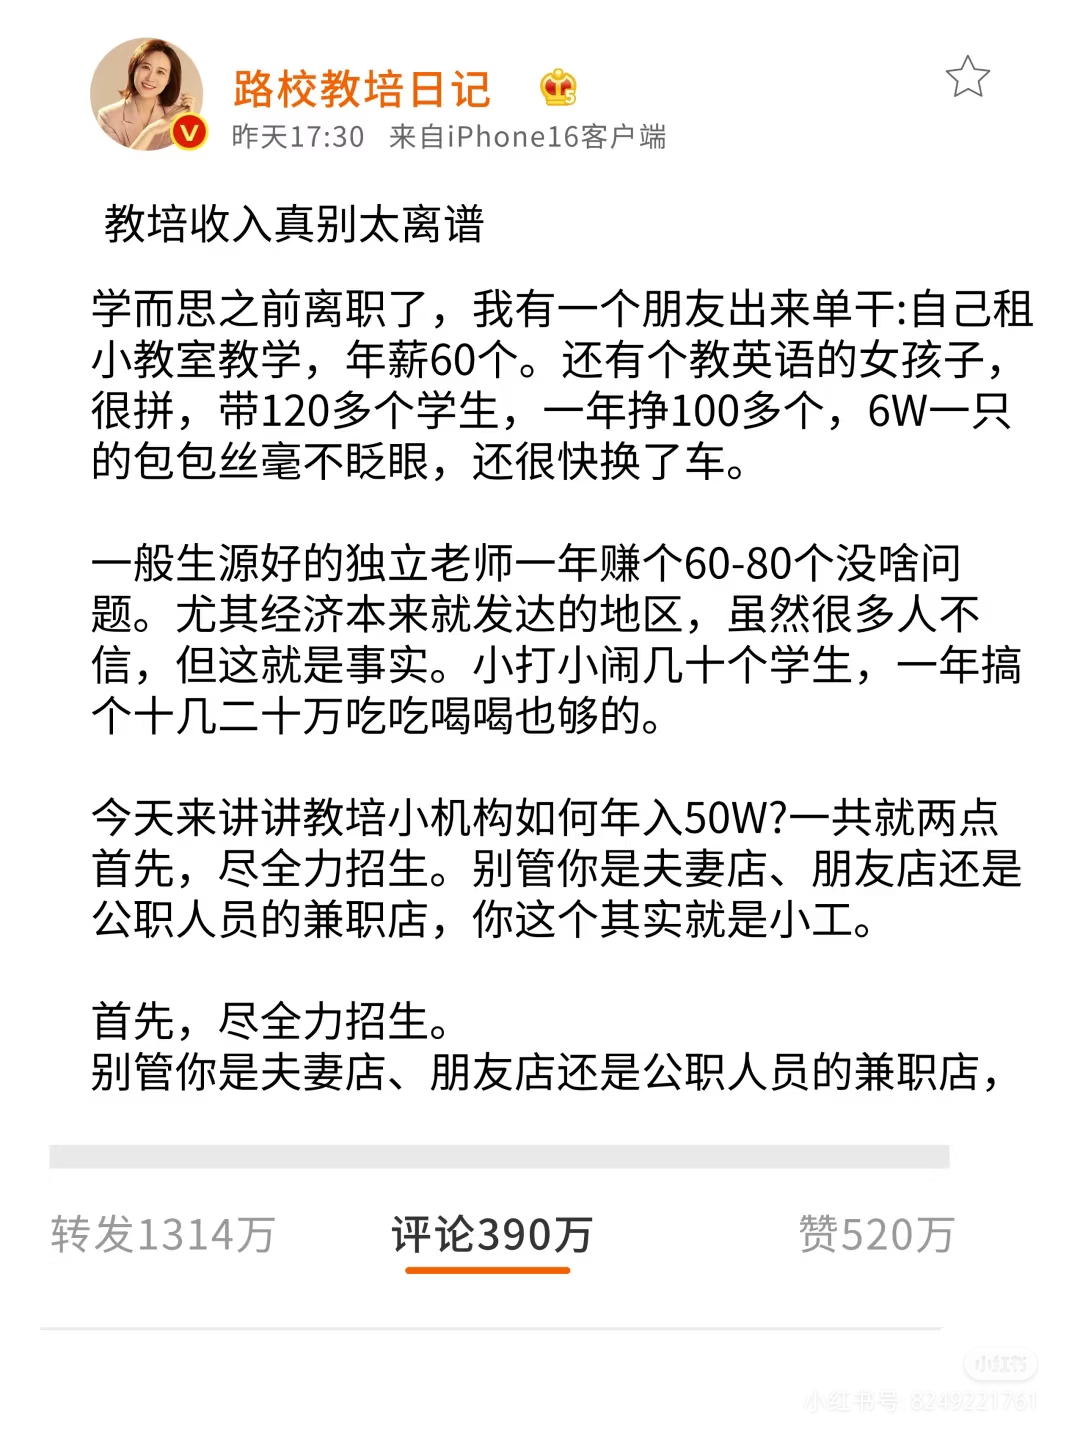 路校教培日记
昨天17:30 来自iPhone16客户端
教培收入真别太离谱
学而思之前离职了，我有一个朋友出来单干:自己租
小教室教学，年薪60个。还有个教英语的女孩子，
很拼，带120多个学生，一年挣100多个，6W一只
的包包丝毫不眨眼，还很快换了车。
一般生源好的独立老师一年赚个60-80个没啥问
题。尤其经济本来就发达的地区，虽然很多人不
信，但这就是事实。小打小闹几十个学生，一年搞
个十几二十万吃吃喝喝也够的。
今天来讲讲教培小机构如何年入50W?一共就两点
首先，尽全力招生。别管你是夫妻店、朋友店还是
公职人员的兼职店，你这个其实就是小工。
首先，尽全力招生。
别管你是夫妻店、朋友店还是公职人员的兼职店，
转发1314万 评论390万 赞520万
小红书
小红书号: 8249221761